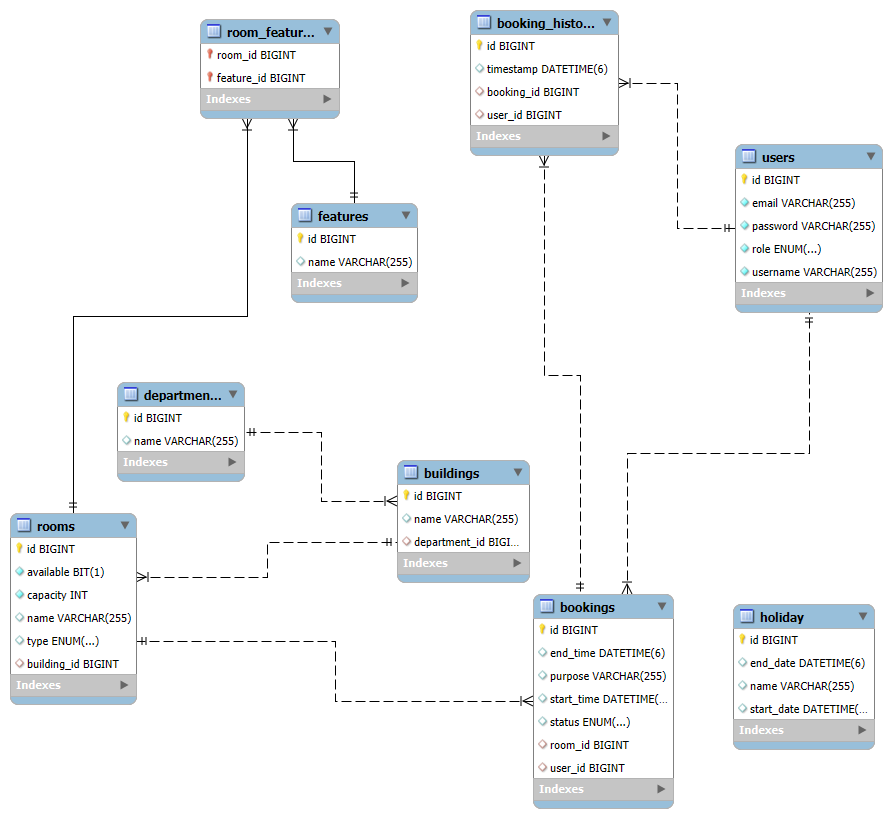 room_featur...
room_id BIGINT
feature_id BIGINT
Indexes
booking_histo...
id BIGINT
timestamp DATETIME(6)
booking_id BIGINT
user_id BIGINT
Indexes
users
id BIGINT
email VARCHAR(255)
password VARCHAR(255)
role ENUM(...)
username VARCHAR(255)
Indexes
features
id BIGINT
name VARCHAR(255)
Indexes
departmen...
id BIGINT
name VARCHAR(255)
Indexes
buildings
id BIGINT
name VARCHAR(255)
department_id BIGI...
Indexes
rooms
id BIGINT
available BIT(1)
capacity INT
name VARCHAR(255)
type ENUM(...)
building_id BIGINT
Indexes
bookings
id BIGINT
end_time DATETIME(6)
purpose VARCHAR(255)
start_time DATETIME(...
status ENUM(...)
room_id BIGINT
user_id BIGINT
Indexes
holiday
id BIGINT
end_date DATETIME(6)
name VARCHAR(255)
start_date DATETIME(...
Indexes